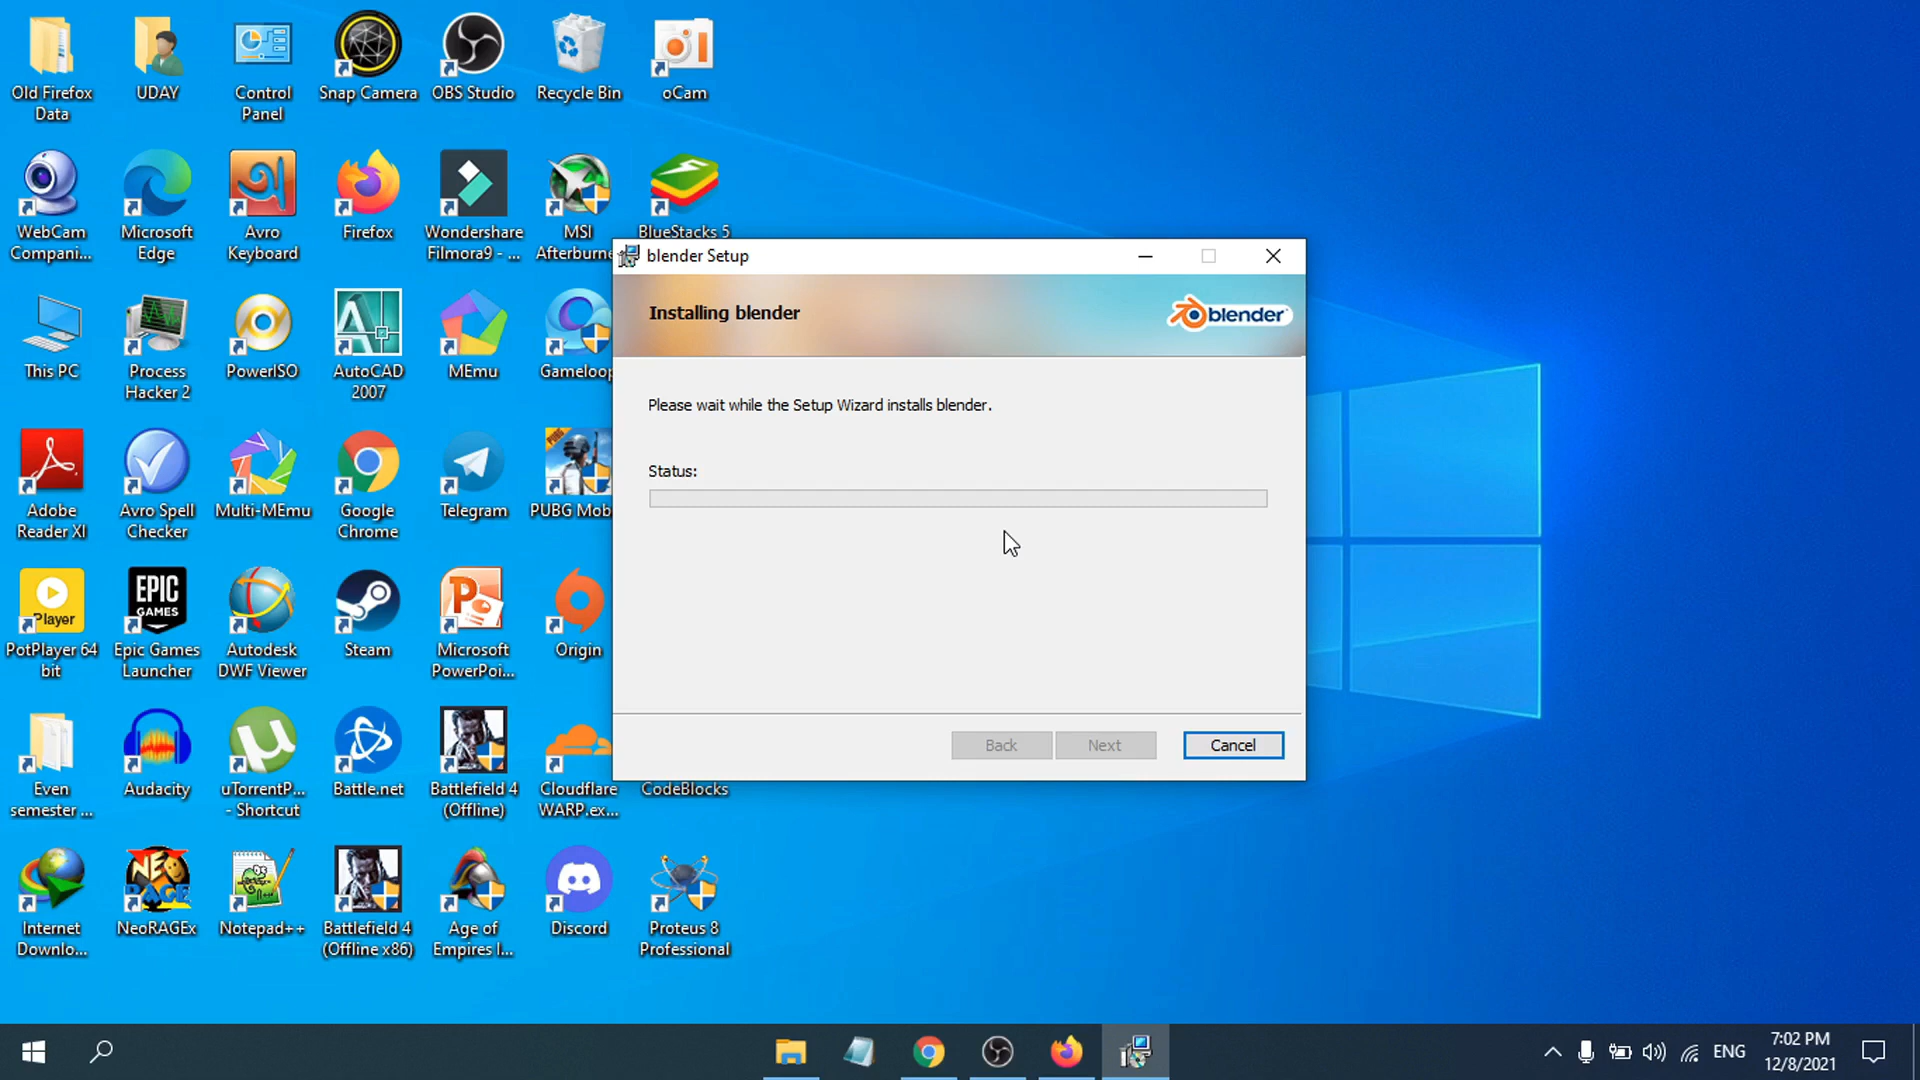 Old Firefox
Data
UDAY
Control
Panel
Snap Camera
OBS Studio
Recycle Bin
oCam
WebCam
Compani...
Microsoft
Edge
Avro
Keyboard
Firefox
Wondershare
Filmora9 - ...
MSI
Afterburne
BlueStacks 5
blender Setup
Installing blender
blender
Please wait while the Setup Wizard installs blender.
Status:
Back
Next
Cancel
This PC
Process
Hacker 2
PowerISO
AutoCAD
2007
MEmu
Gameloop
Adobe
Reader XI
Avro Spell
Checker
Multi-MEmu
Google
Chrome
Telegram
PUBG
PUBG Mob
Player
PotPlayer 64
bit
EPIC
GAMES
Epic Games
Launcher
Autodesk
DWF Viewer
Steam
Microsoft
PowerPoi...
Origin
Even
semester ...
Audacity
uTorrentP...
- Shortcut
Battle.net
Battlefield 4
(Offline)
Cloudflare
WARP.ex...
CodeBlocks
Internet
Downlo...
NEO
RAGE
NeoRAGEx
Notepad++
Battlefield 4
(Offline x86)
Age of
Empires I...
Discord
Proteus 8
Professional
ENG
7:02 PM
12/8/2021